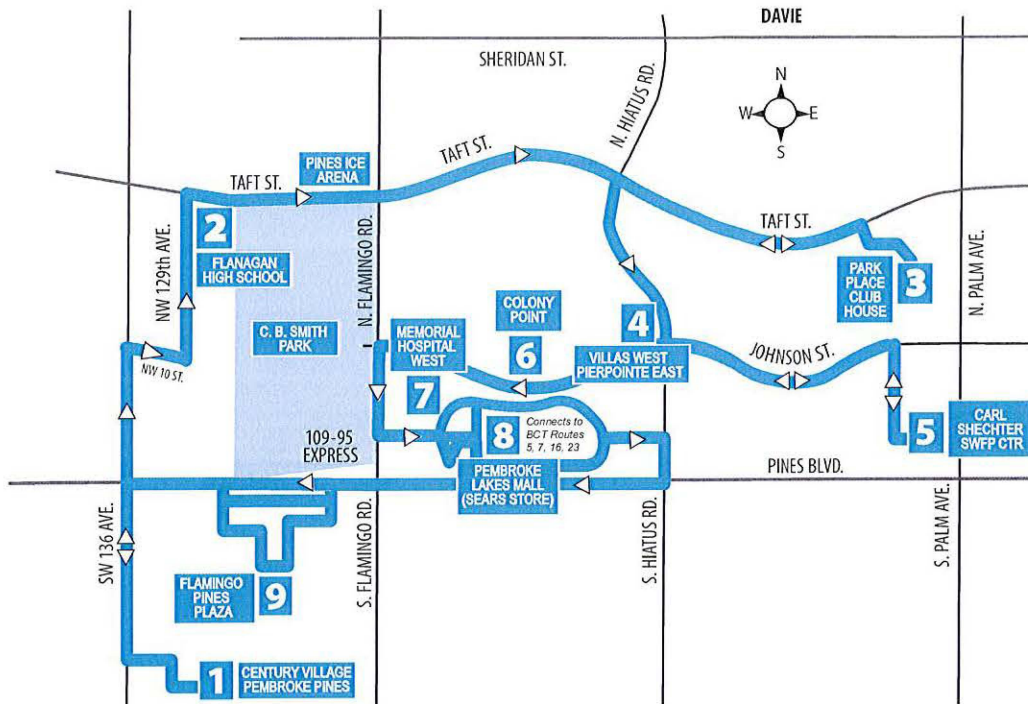 DAVIE
SHERIDAN ST.
N. HIATUS RD.
N
W
E
S
PINES ICE
ARENA
TAFT ST.
TAFT ST.
TAFT ST.
NW 129th AVE.
2
FLANAGAN
HIGH SCHOOL
C. B. SMITH
PARK
N. FLAMINGO RD.
N. PALM AVE.
PARK
PLACE
CLUB
HOUSE
3
COLONY
POINT
6
4
VILLAS WEST
PIERPOINTE EAST
MEMORIAL
HOSPITAL
WEST
7
NW 10 ST.
JOHNSON ST.
8
Connects to
BCT Routes
5, 7, 16, 23
5
CARL
SHECHTER
SWFP CTR
109-95
EXPRESS
PEMBROKE
LAKES MALL
(SEARS STORE)
PINES BLVD.
SW 136 AVE.
S. FLAMINGO RD.
S. HIATUS RD.
S. PALM AVE.
FLAMINGO
PINES
PLAZA
9
1
CENTURY VILLAGE
PEMBROKE PINES